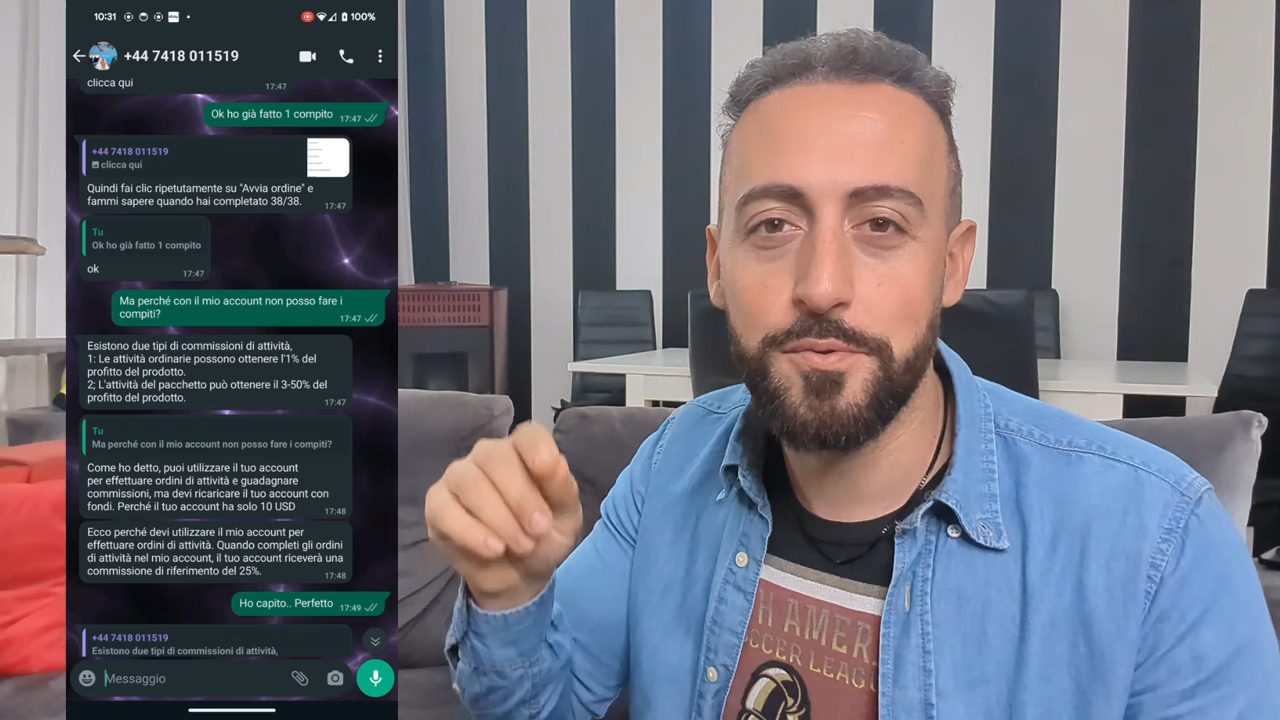 10:31
100%
+44 7418 011519
clicca qui
17:47
Ok ho già fatto 1 compito
17:47
+44 7418 011519
clicca qui
Quindi fai clic ripetutamente su "Avvia ordine" e
fammi sapere quando hai completato 38/38.
17:47
Tu
Ok ho già fatto 1 compito
ok
17:47
Ma perché con il mio account non posso fare i
compiti?
17:47
Esistono due tipi di commissioni di attività,
1: Le attività ordinarie possono ottenere l'1% del
profitto del prodotto.
2; L'attività del pacchetto può ottenere il 3-50% del
profitto del prodotto.
17:47
Tu
Ma perché con il mio account non posso fare i compiti?
Come ho detto, puoi utilizzare il tuo account
per effettuare ordini di attività e guadagnare
commissioni, ma devi ricaricare il tuo account con
fondi. Perché il tuo account ha solo 10 USD
17:48
Ecco perché devi utilizzare il mio account per
effettuare ordini di attività. Quando completi gli ordini
di attività nel mio account, il tuo account riceverà una
commissione di riferimento del 25%.
17:48
Ho capito.. Perfetto
17:49
+44 7418 011519
Esistono due tipi di commissioni di attività,
Messaggio
H AMER
CCER LEAG